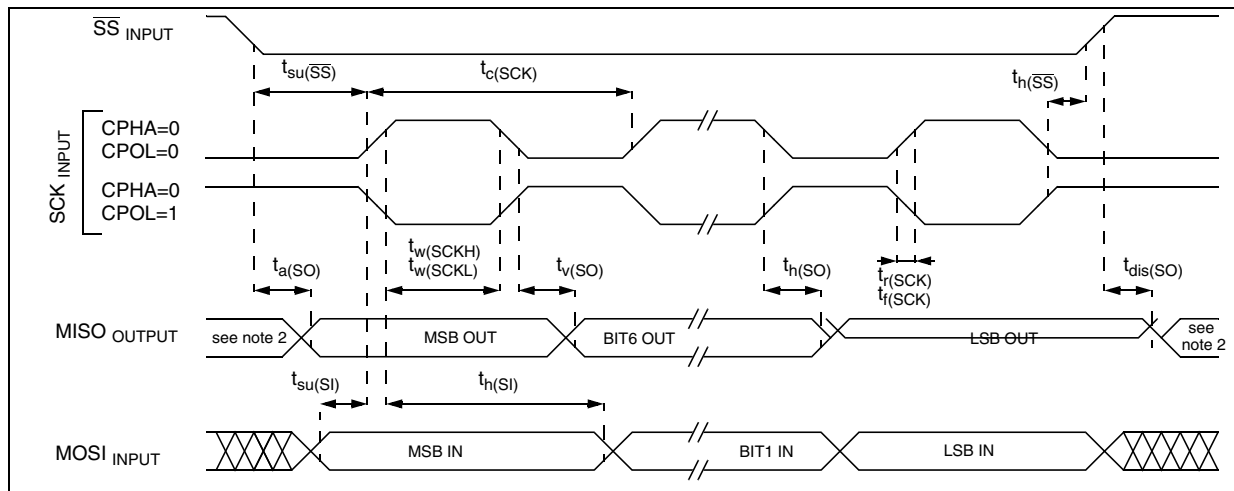 SS INPUT
tsu(SS)
tc(SCK)
th(SS)
SCK INPUT
CPHA=0
CPOL=0
CPHA=0
CPOL=1
ta(SO)
tw(SCKH)
tw(SCKL)
tv(SO)
th(SO)
tr(SCK)
tf(SCK)
tdis(SO)
MISO OUTPUT
see note 2
MSB OUT
BIT6 OUT
LSB OUT
see
note 2
tsu(SI)
th(SI)
MOSI INPUT
MSB IN
BIT1 IN
LSB IN